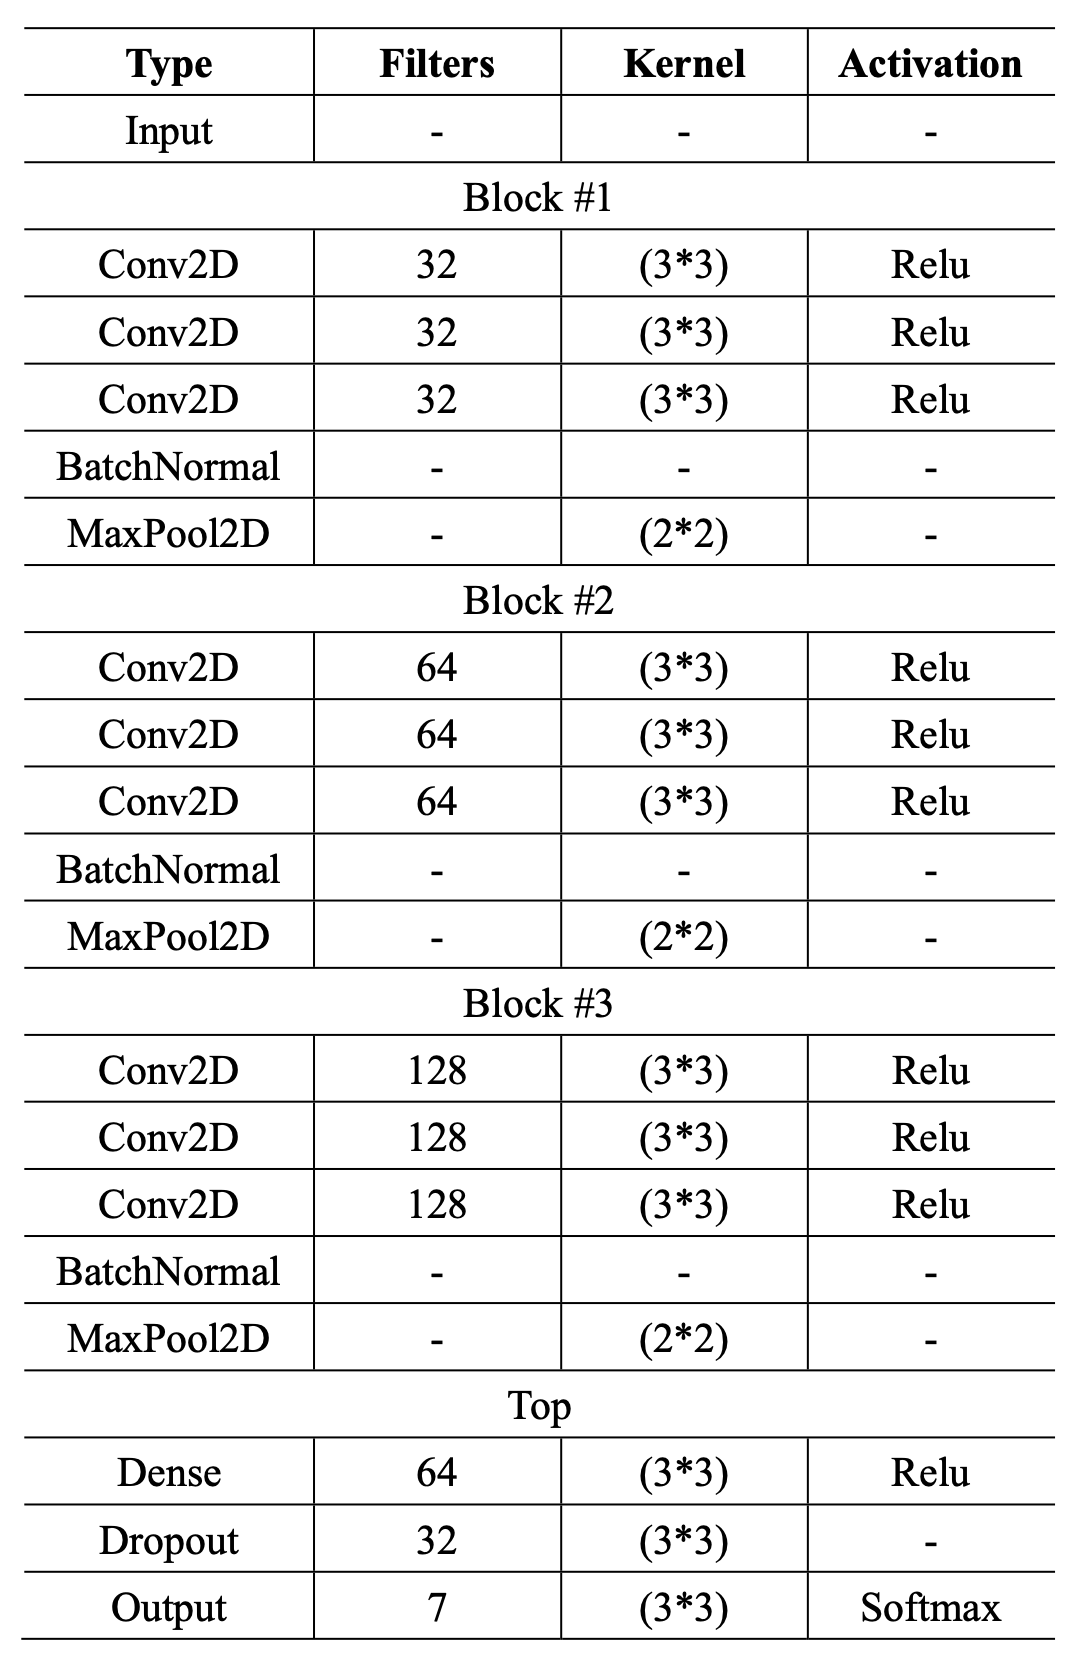 Type Filters Kernel Activation
Input - - -
Block #1
Conv2D 32 (3*3) Relu
Conv2D 32 (3*3) Relu
Conv2D 32 (3*3) Relu
BatchNormal - - -
MaxPool2D - (2*2) -
Block #2
Conv2D 64 (3*3) Relu
Conv2D 64 (3*3) Relu
Conv2D 64 (3*3) Relu
BatchNormal - - -
MaxPool2D - (2*2) -
Block #3
Conv2D 128 (3*3) Relu
Conv2D 128 (3*3) Relu
Conv2D 128 (3*3) Relu
BatchNormal - - -
MaxPool2D - (2*2) -
Top
Dense 64 (3*3) Relu
Dropout 32 (3*3) -
Output 7 (3*3) Softmax